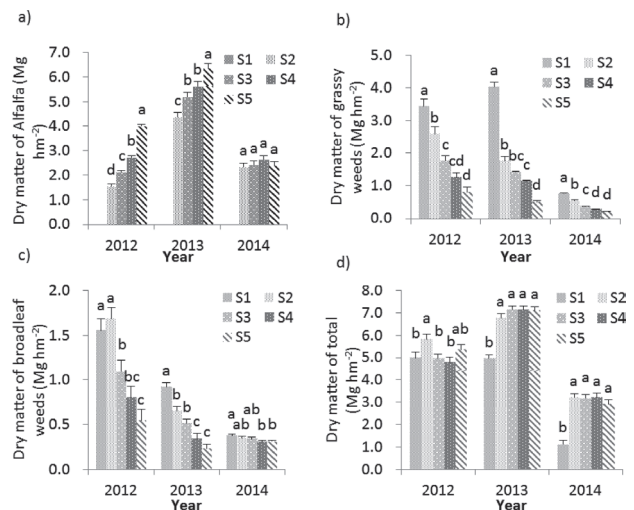 a)
Dry matter of Alfalfa (Mg hm-2)
7.0
6.0
5.0
4.0
3.0
2.0
1.0
0.0
S1 S2
S3 S4
S5
d c b a
c b b a
a a a a
2012 2013 2014
Year
b)
Dry matter of grassy weeds (Mg hm-2)
5.0
4.0
3.0
2.0
1.0
0.0
S1
S2
S3
S4
S5
a b c cd d
a b bc c d
a b c d d
2012 2013 2014
Year
c)
Dry matter of broadleaf weeds (Mg hm-2)
2.0
1.5
1.0
0.5
0.0
S1 S2
S3 S4
S5
a a b bc c
a b b c c
a ab ab b b
2012 2013 2014
Year
d)
Dry matter of total (Mg hm-2)
8.0
7.0
6.0
5.0
4.0
3.0
2.0
1.0
0.0
S1 S2
S3 S4
S5
b a b b ab
b a a a a
b a a a a
2012 2013 2014
Year